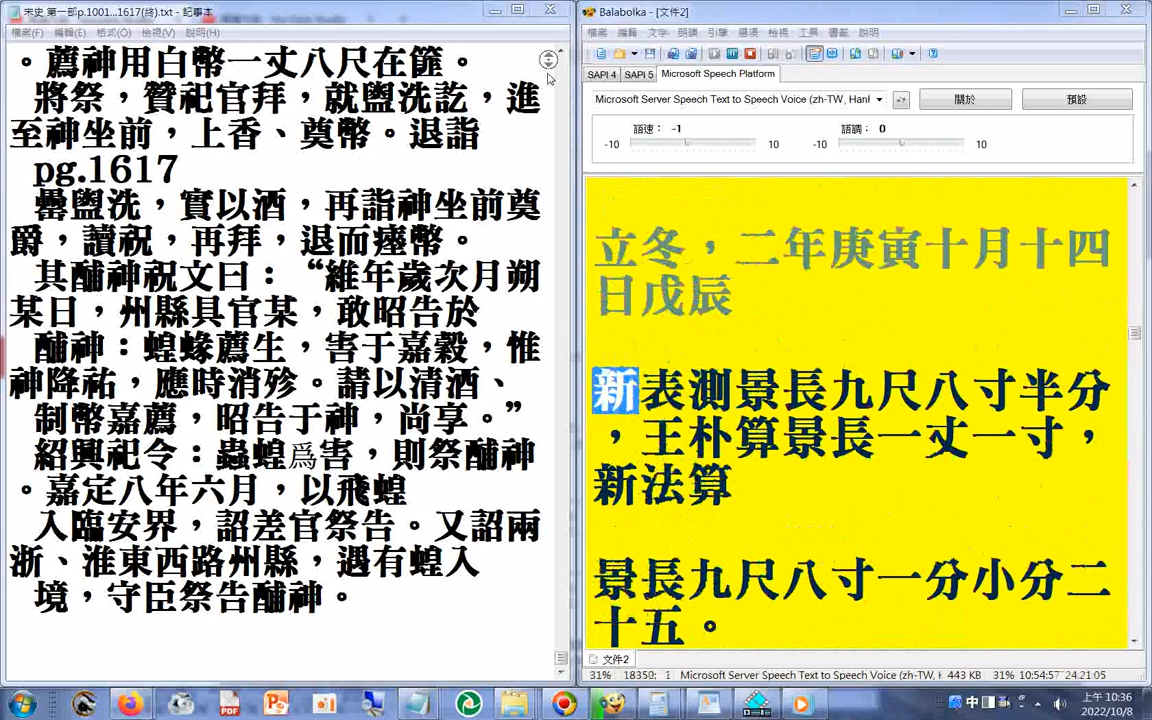 宋史 第一部p.1001...1617(终).txt - 記事本
檔案(F) 編輯(E) 格式(O) 檢視(V) 說明(H)
。薦神用白幣一丈八尺在篚。
將祭，贊祀官拜，就盥洗訖，進
至神坐前，上香、奠幣。退詣
pg.1617
罍盥洗，實以酒，再詣神坐前奠
爵，讀祝，再拜，退而瘞幣。
其酺神祝文曰：“維年歲次月朔
某日，州縣具官某，敢昭告於
酺神：蝗蝝薦生，害于嘉穀，惟
神降祐，應時消殄。請以清酒、
制幣嘉薦，昭告于神，尚享。”
紹興祀令：蟲蝗爲害，則祭酺神
。嘉定八年六月，以飛蝗
入臨安界，詔差官祭告。又詔兩
浙、淮東西路州縣，遇有蝗入
境，守臣祭告酺神。
Balabolka - [文件2]
檔案 編輯 文字 朗讀 引擎 選項 檢視 工具 書籤 說明
SAPI 4 SAPI 5 Microsoft Speech Platform
Microsoft Server Speech Text to Speech Voice (zh-TW, HanH
關於 預設
語速： -1 語調： 0
-10 10 -10 10
立冬，二年庚寅十月十四
日戊辰
新表測景長九尺八寸半分
，王朴算景長一丈一寸，
新法算
景長九尺八寸一分小分二
十五。
文件2
31% 18350: 1 Microsoft Server Speech Text to Speech Voice (zh-TW, H 443 KB 31% 10:54:57 24:21:05
中
上午 10:36
2022/10/8